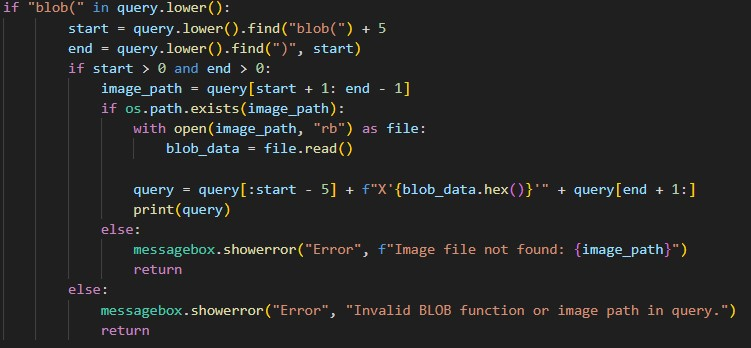 if "blob(" in query.lower():
start = query.lower().find("blob(") + 5
end = query.lower().find(")", start)
if start > 0 and end > 0:
image_path = query[start + 1: end - 1]
if os.path.exists(image_path):
with open(image_path, "rb") as file:
blob_data = file.read()
query = query[:start - 5] + f"X'{blob_data.hex()}'" + query[end + 1:]
print(query)
else:
messagebox.showerror("Error", f"Image file not found: {image_path}")
return
else:
messagebox.showerror("Error", "Invalid BLOB function or image path in query.")
return